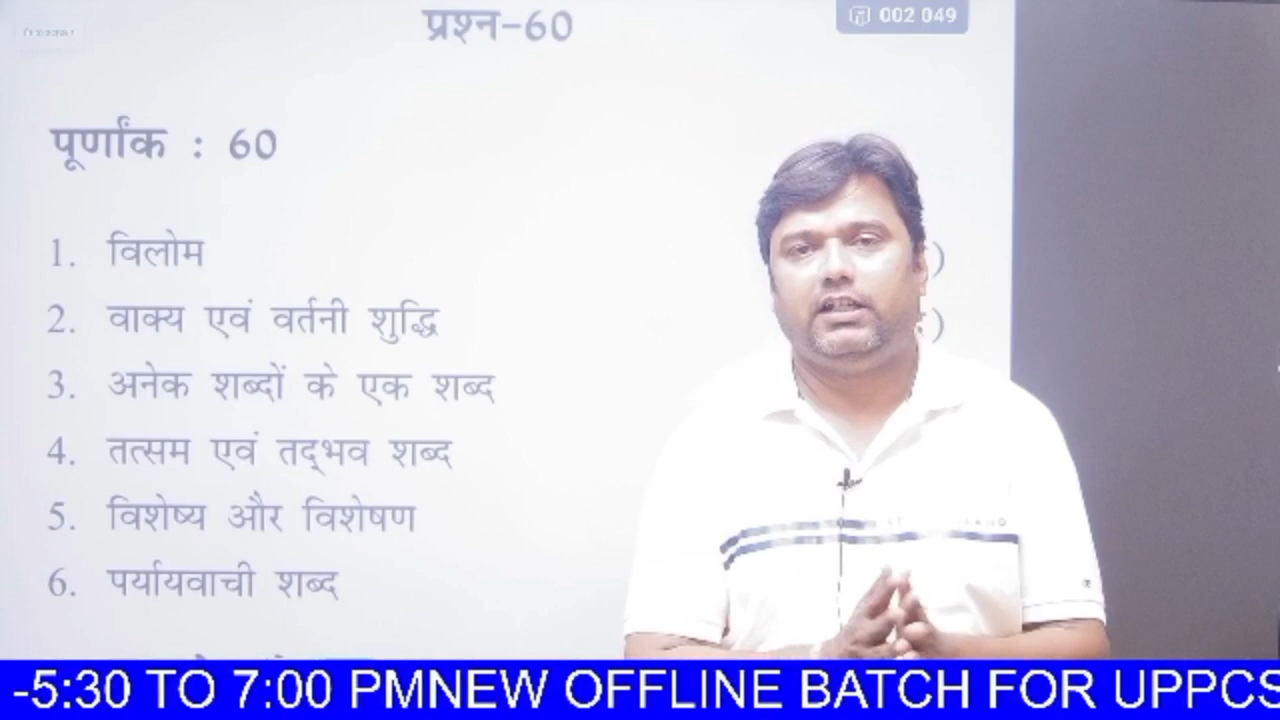 प्रश्न-60
002 049
पूर्णांक : 60
1. विलोम
2. वाक्य एवं वर्तनी शुद्धि
3. अनेक शब्दों के एक शब्द
4. तत्सम एवं तद्भव शब्द
5. विशेष्य और विशेषण
6. पर्यायवाची शब्द
-5:30 TO 7:00 PMNEW OFFLINE BATCH FOR UPPCS